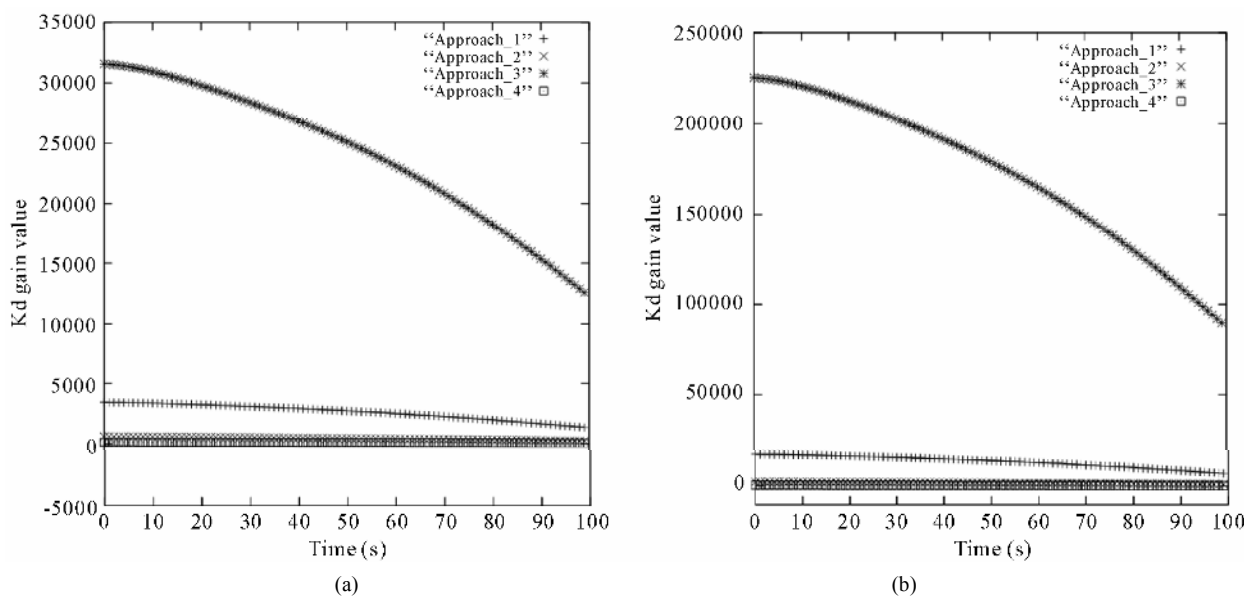 35000
30000
25000
20000
15000
10000
5000
0
-5000
Kd gain value
"Approach_1"
"Approach_2"
"Approach_3"
"Approach_4"
0 10 20 30 40 50 60 70 80 90 100
Time (s)
(a)
250000
200000
150000
100000
50000
0
Kd gain value
"Approach_1"
"Approach_2"
"Approach_3"
"Approach_4"
0 10 20 30 40 50 60 70 80 90 100
Time (s)
(b)